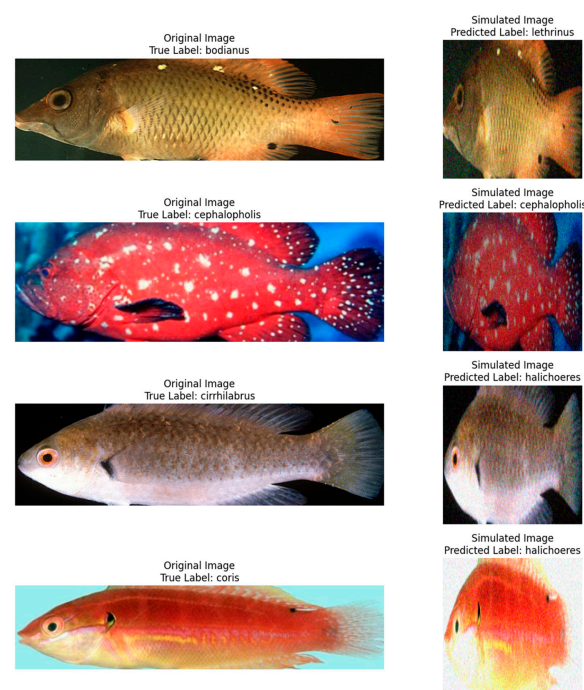 Original Image
True Label: bodianus
Simulated Image
Predicted Label: lethrinus
Original Image
True Label: cephalopholis
Simulated Image
Predicted Label: cephalopholis
Original Image
True Label: cirrhilabrus
Simulated Image
Predicted Label: halichoeres
Original Image
True Label: coris
Simulated Image
Predicted Label: halichoeres